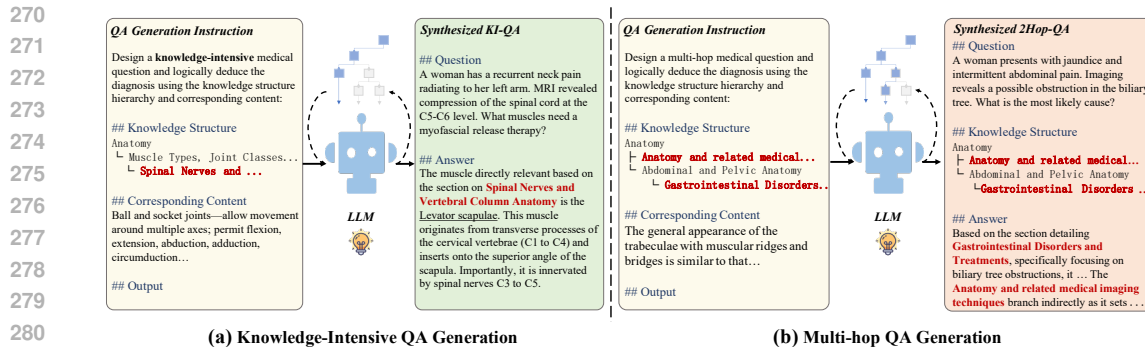 270
271
272
273
274
275
276
277
278
279
280
QA Generation Instruction
Design a knowledge-intensive medical
question and logically deduce the
diagnosis using the knowledge structure
hierarchy and corresponding content:
## Knowledge Structure
Anatomy
└ Muscle Types, Joint Classes...
└ Spinal Nerves and ...
## Corresponding Content
Ball and socket joints—allow movement
around multiple axes; permit flexion,
extension, abduction, adduction,
circumduction…
## Output
LLM
Synthesized KI-QA
## Question
A woman has a recurrent neck pain
radiating to her left arm. MRI revealed
compression of the spinal cord at the
C5-C6 level. What muscles need a
myofascial release therapy?
## Answer
The muscle directly relevant based on
the section on Spinal Nerves and
Vertebral Column Anatomy is the
Levator scapulae. This muscle
originates from transverse processes of
the cervical vertebrae (C1 to C4) and
inserts onto the superior angle of the
scapula. Importantly, it is innervated
by spinal nerves C3 to C5.
(a) Knowledge-Intensive QA Generation
QA Generation Instruction
Design a multi-hop medical question
and logically deduce the diagnosis using
the knowledge structure hierarchy and
corresponding content:
## Knowledge Structure
Anatomy
├ Anatomy and related medical...
└ Abdominal and Pelvic Anatomy
└ Gastrointestinal Disorders..
## Corresponding Content
The general appearance of the
trabeculae with muscular ridges and
bridges is similar to that…
## Output
LLM
Synthesized 2Hop-QA
## Question
A woman presents with jaundice and
intermittent abdominal pain. Imaging
reveals a possible obstruction in the biliary
tree. What is the most likely cause?
## Knowledge Structure
Anatomy
├ Anatomy and related medical...
└ Abdominal and Pelvic Anatomy
└Gastrointestinal Disorders ..
## Answer
Based on the section detailing
Gastrointestinal Disorders and
Treatments, specifically focusing on
biliary tree obstructions, it … The
Anatomy and related medical imaging
techniques branch indirectly as it sets . . .
(b) Multi-hop QA Generation